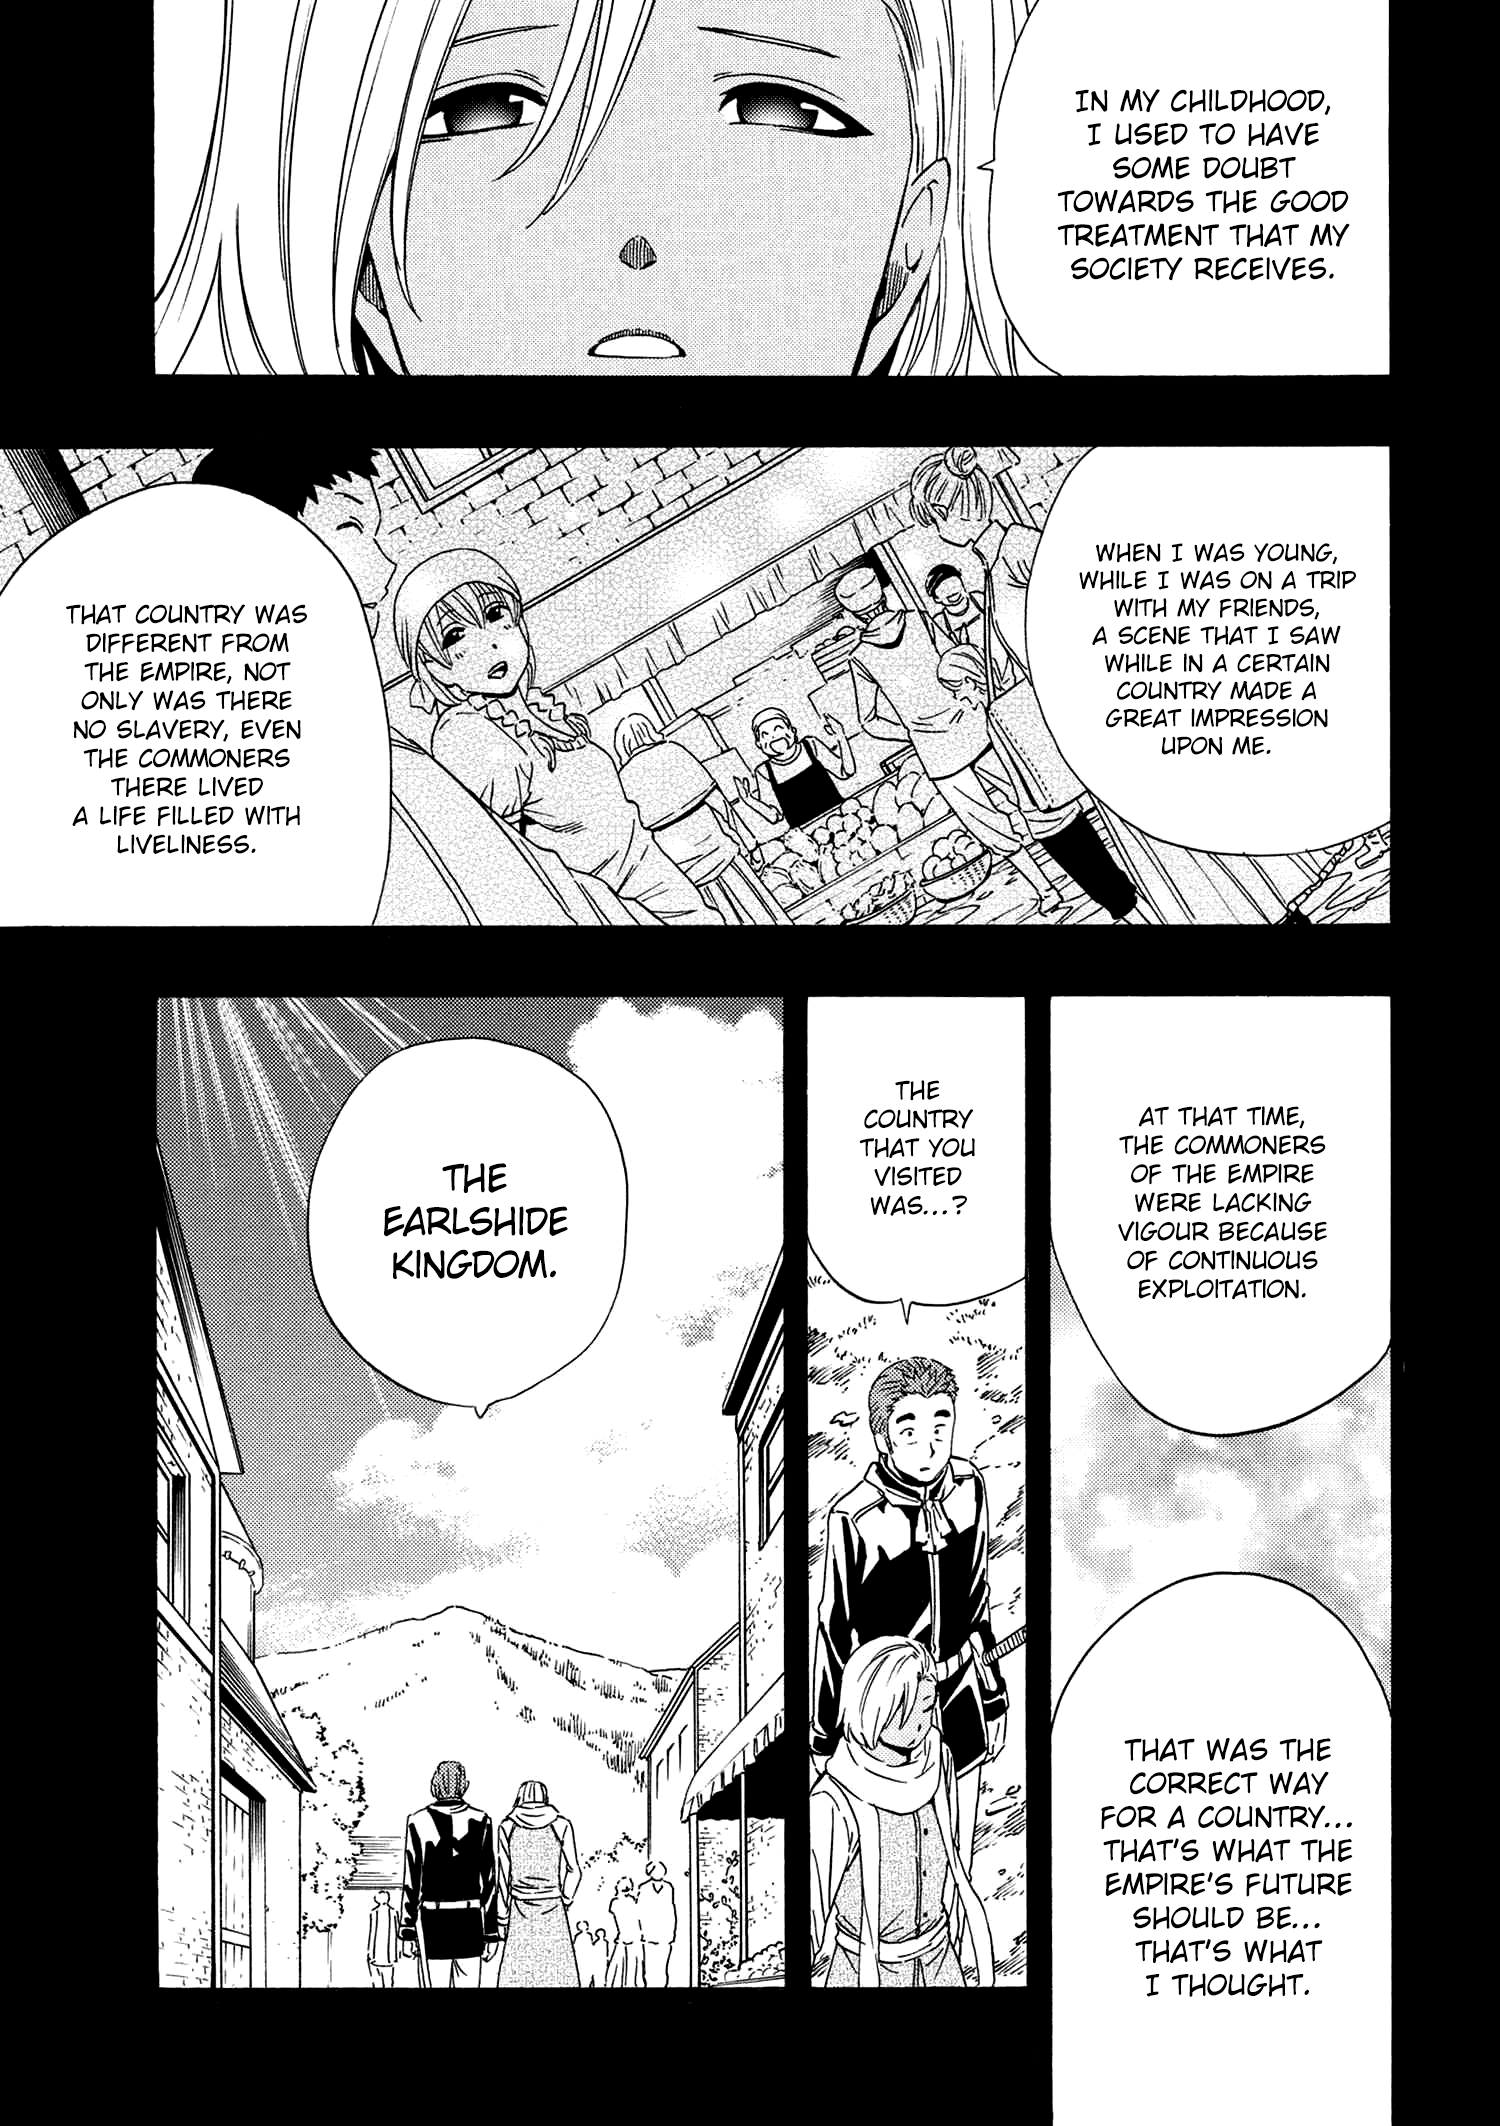 IN MY CHILDHOOD,
I USED TO HAVE
SOME DOUBT
TOWARDS THE GOOD
TREATMENT THAT MY
SOCIETY RECEIVES.
WHEN I WAS YOUNG,
WHILE I WAS ON A TRIP
WITH MY FRIENDS,
A SCENE THAT I SAW
WHILE IN A CERTAIN
COUNTRY MADE A
GREAT IMPRESSION
UPON ME.
THAT COUNTRY WAS
DIFFERENT FROM
THE EMPIRE, NOT
ONLY WAS THERE
NO SLAVERY, EVEN
THE COMMONERS
THERE LIVED
A LIFE FILLED WITH
LIVELINESS.
AT THAT TIME,
THE COMMONERS
OF THE EMPIRE
WERE LACKING
VIGOUR BECAUSE
OF CONTINUOUS
EXPLOITATION.
THAT WAS THE
CORRECT WAY
FOR A COUNTRY...
THAT'S WHAT THE
EMPIRE'S FUTURE
SHOULD BE...
THAT'S WHAT
I THOUGHT.
THE
COUNTRY
THAT YOU
VISITED
WAS...?
THE
EARLSHIDE
KINGDOM.